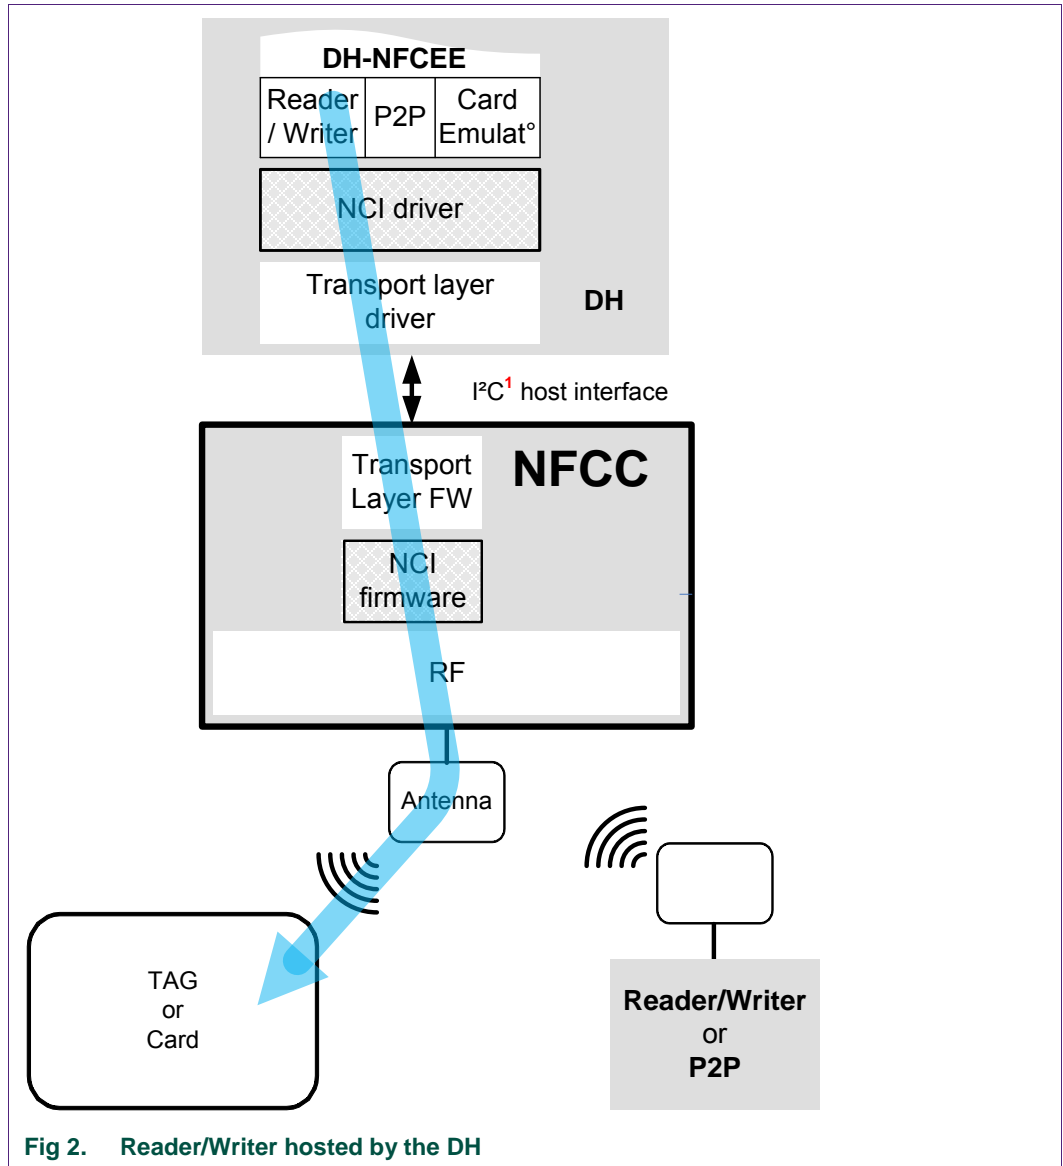 DH-NFCEE
Reader
/ Writer
P2P
Card
Emulat°
NCI driver
Transport layer
driver
DH
I²C¹ host interface
Transport
Layer FW
NFCC
NCI
firmware
RF
Antenna
TAG
or
Card
Reader/Writer
or
P2P
Fig 2. Reader/Writer hosted by the DH